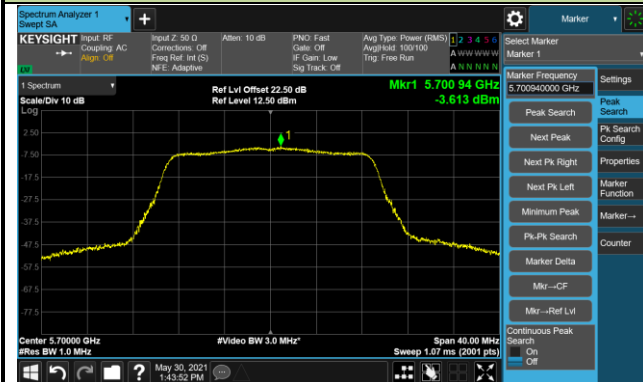 Spectrum Analyzer 1
Swept SA
+
Marker
KEYSIGHT
Input: RF
Coupling: AC
Align: Off
Input Z: 50 Ω
Corrections: Off
Freq Ref: Int (S)
NFE: Adaptive
Atten: 10 dB
PNO: Fast
Gate: Off
IF Gain: Low
Sig Track: Off
Avg Type: Power (RMS)
Avg|Hold: 100/100
Trig: Free Run
1 2 3 4 5 6
A W W W W W
A N N N N N
Select Marker
Marker 1
1 Spectrum
Scale/Div 10 dB
Log
Ref Lvl Offset 22.50 dB
Ref Level 12.50 dBm
Mkr1 5.700 94 GHz
-3.613 dBm
Marker Frequency
5.700940000 GHz
Peak Search
Next Peak
Next Pk Right
Next Pk Left
Minimum Peak
Pk-Pk Search
Marker Delta
Mkr→CF
Mkr→Ref Lvl
Continuous Peak
Search
On
Off
Settings
Peak
Search
Pk Search
Config
Properties
Marker
Function
Marker→
Counter
2.50
-7.50
-17.5
-27.5
-37.5
-47.5
-57.5
-67.5
-77.5
1
Center 5.70000 GHz
#Res BW 1.0 MHz
#Video BW 3.0 MHz*
Span 40.00 MHz
Sweep 1.07 ms (2001 pts)
?
May 30, 2021
1:43:52 PM